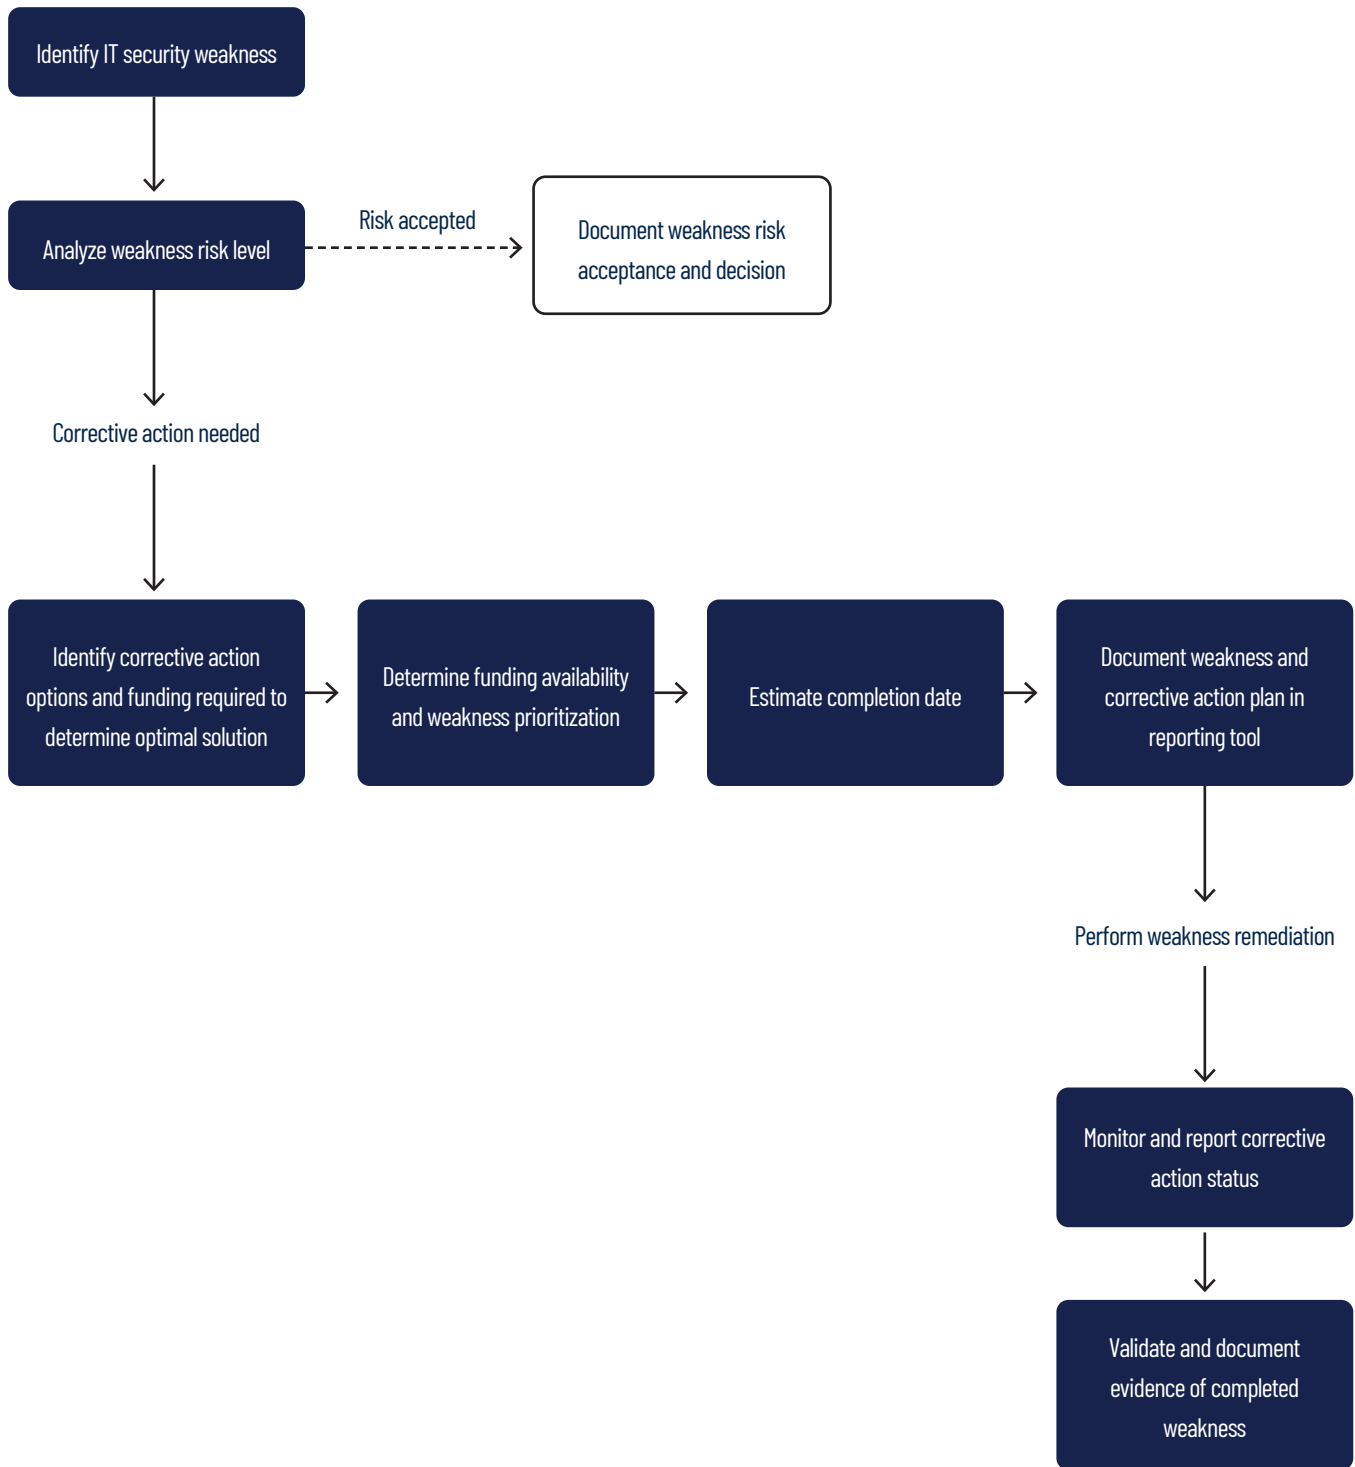 Identify IT security weakness
Analyze weakness risk level
Risk accepted
Document weakness risk
acceptance and decision
Corrective action needed
Identify corrective action
options and funding required to
determine optimal solution
Determine funding availability
and weakness prioritization
Estimate completion date
Document weakness and
corrective action plan in
reporting tool
Perform weakness remediation
Monitor and report corrective
action status
Validate and document
evidence of completed
weakness